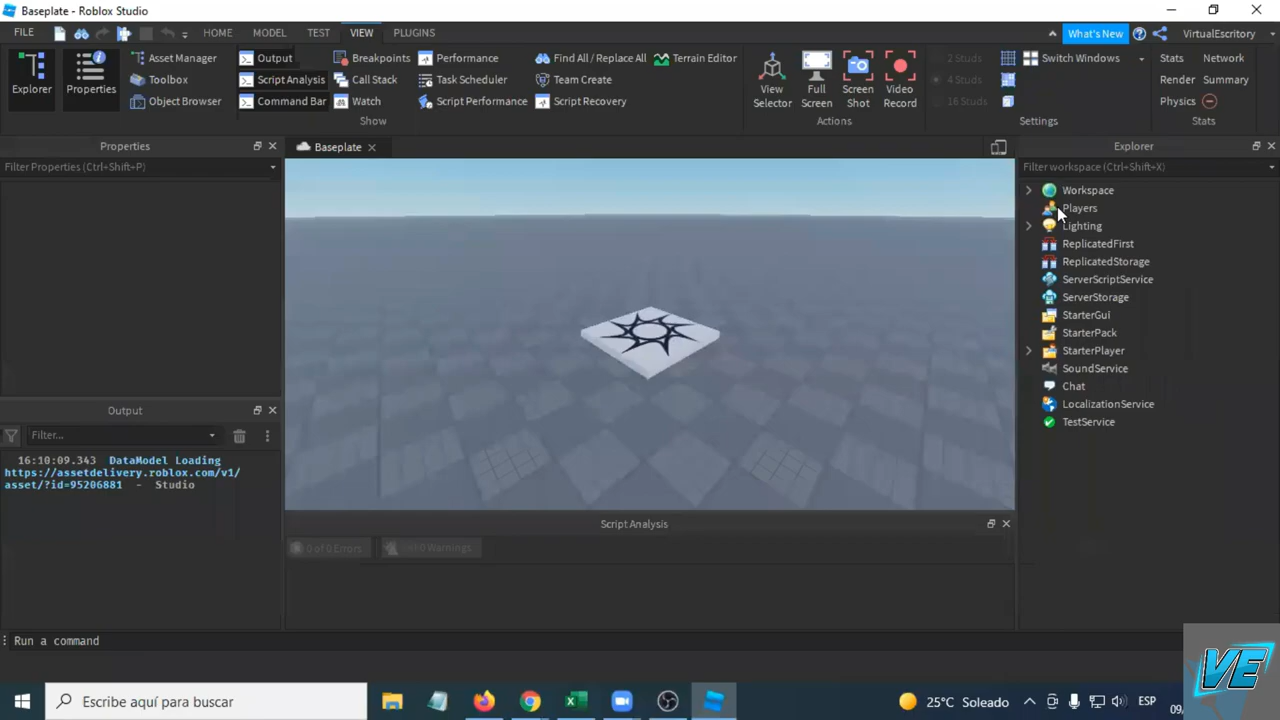 Baseplate - Roblox Studio
FILE HOME MODEL TEST VIEW PLUGINS What's New VirtualEscritory
Explorer
Properties
Asset Manager
Toolbox
Object Browser
Output
Script Analysis
Command Bar
Breakpoints
Call Stack
Watch
Performance
Task Scheduler
Script Performance
Find All / Replace All
Team Create
Script Recovery
Terrain Editor
Show
View Selector
Full Screen
Screen Shot
Video Record
Actions
2 Studs
4 Studs
16 Studs
Switch Windows
Settings
Stats Network
Render Summary
Physics
Stats
Properties
Filter Properties (Ctrl+Shift+P)
Baseplate
Explorer
Filter workspace (Ctrl+Shift+X)
Workspace
Players
Lighting
ReplicatedFirst
ReplicatedStorage
ServerScriptService
ServerStorage
StarterGui
StarterPack
StarterPlayer
SoundService
Chat
LocalizationService
TestService
Output
Filter...
16:10:09.343 DataModel Loading
https://assetdelivery.roblox.com/v1/
asset/?id=95206881 - Studio
Script Analysis
0 of 0 Errors
Run a command
VE
Escribe aquí para buscar
25°C Soleado
ESP
09/